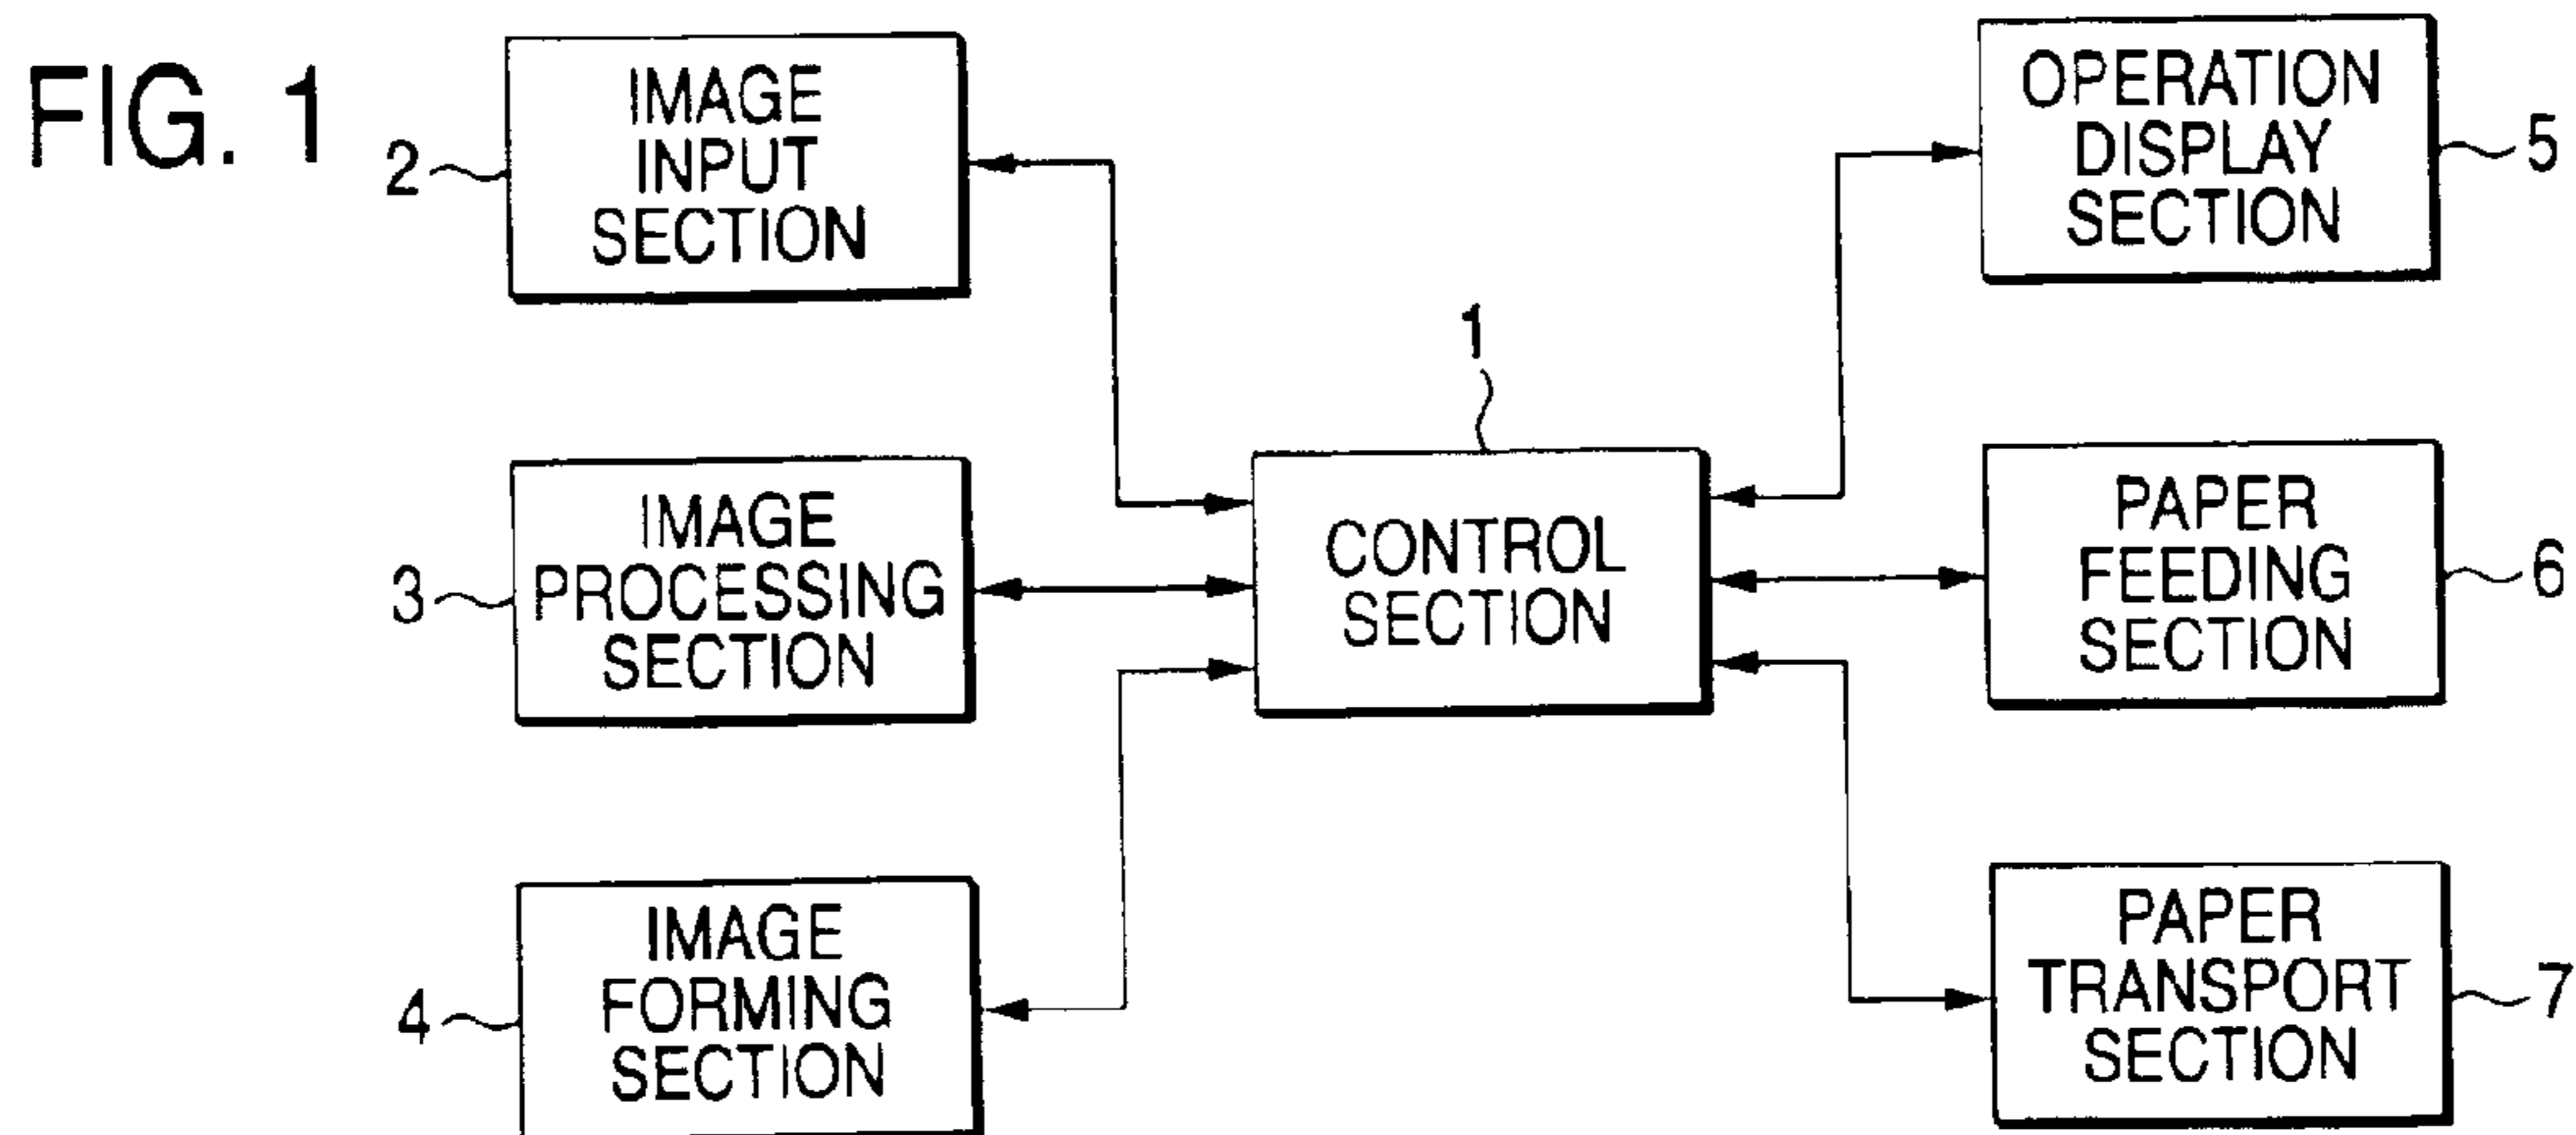 FIG. 1
2
IMAGE
INPUT
SECTION
3
IMAGE
PROCESSING
SECTION
4
IMAGE
FORMING
SECTION
1
CONTROL
SECTION
OPERATION
DISPLAY
SECTION
5
PAPER
FEEDING
SECTION
6
PAPER
TRANSPORT
SECTION
7